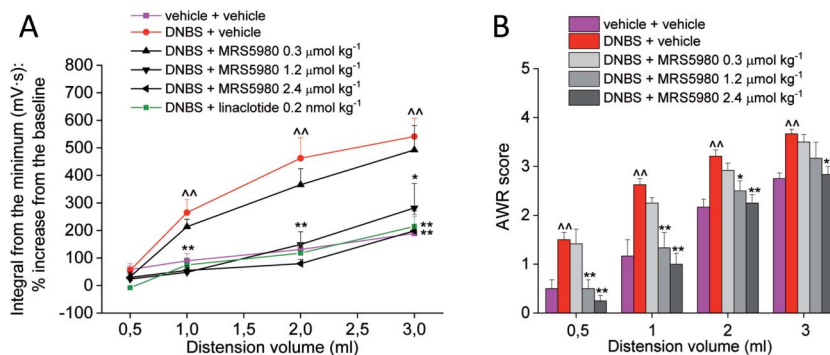 A
vehicle + vehicle
DNBS + vehicle
DNBS + MRS5980 0.3 μmol kg⁻¹
DNBS + MRS5980 1.2 μmol kg⁻¹
DNBS + MRS5980 2.4 μmol kg⁻¹
DNBS + linaclotide 0.2 nmol kg⁻¹
Integral from the minimum (mV·s):
% increase from the baseline
800
700
600
500
400
300
200
100
0
-100
^^
^^
^^
**
**
*
**
**
0,5
1,0
1,5
2,0
2,5
3,0
Distension volume (ml)
B
vehicle + vehicle
DNBS + vehicle
DNBS + MRS5980 0.3 μmol kg⁻¹
DNBS + MRS5980 1.2 μmol kg⁻¹
DNBS + MRS5980 2.4 μmol kg⁻¹
AWR score
5
4
3
2
1
0
^^
**
**
^^
**
**
^^
*
**
^^
*
0,5
1
2
3
Distension volume (ml)